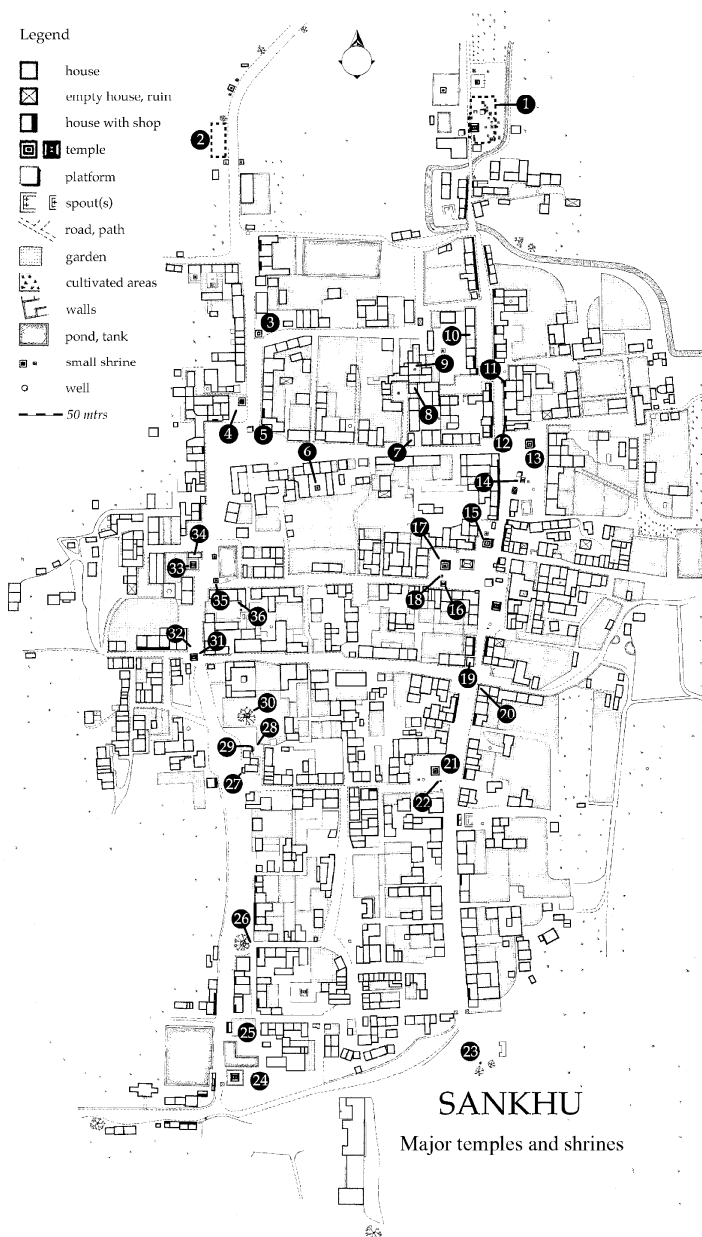 Legend
house
empty house, ruin
house with shop
temple
platform
spout(s)
road, path
garden
cultivated areas
walls
pond, tank
small shrine
well
50 mtrs
1
2
3
10
9
11
8
4
5
12
7
6
13
14
15
34
17
33
35
36
18
16
32
31
19
30
20
28
29
21
27
22
26
25
23
24
SANKHU
Major temples and shrines